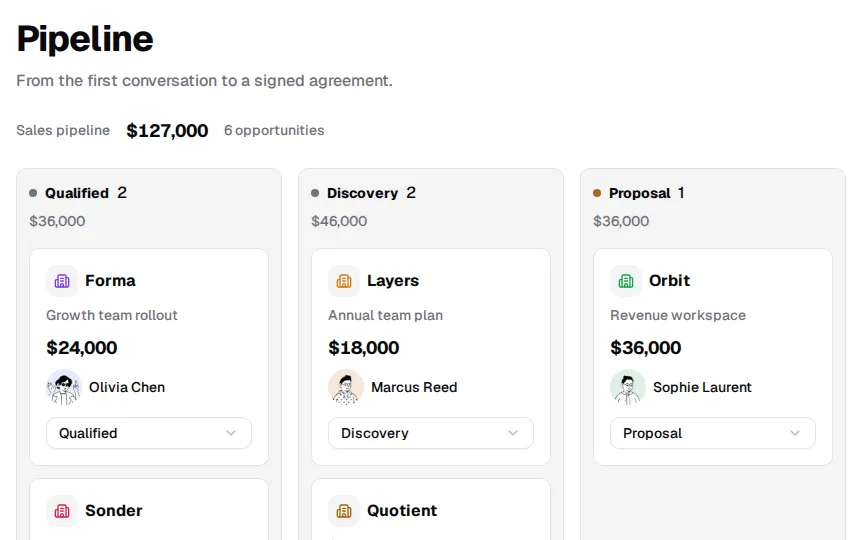 Pipeline
From the first conversation to a signed agreement.
Sales pipeline $127,000 6 opportunities
Qualified 2
$36,000
Forma
Growth team rollout
$24,000
Olivia Chen
Qualified
Sonder
Discovery 2
$46,000
Layers
Annual team plan
$18,000
Marcus Reed
Discovery
Quotient
Proposal 1
$36,000
Orbit
Revenue workspace
$36,000
Sophie Laurent
Proposal